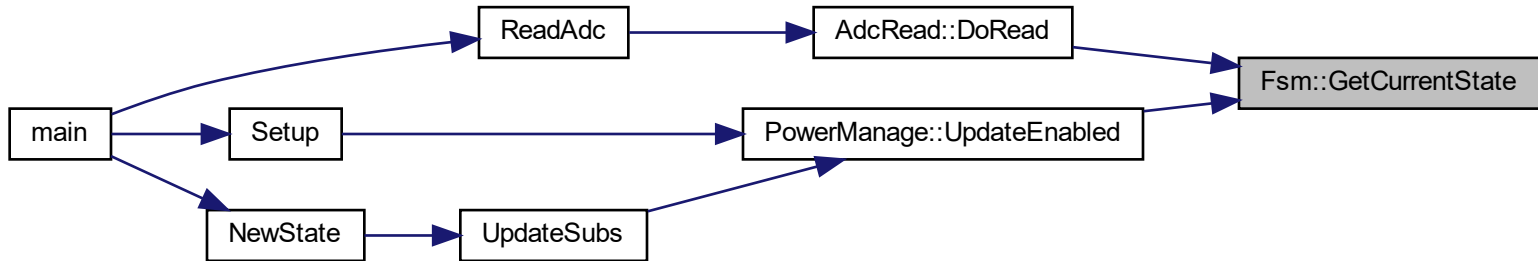 ReadAdc
AdcRead::DoRead
Fsm::GetCurrentState
main
Setup
PowerManage::UpdateEnabled
NewState
UpdateSubs